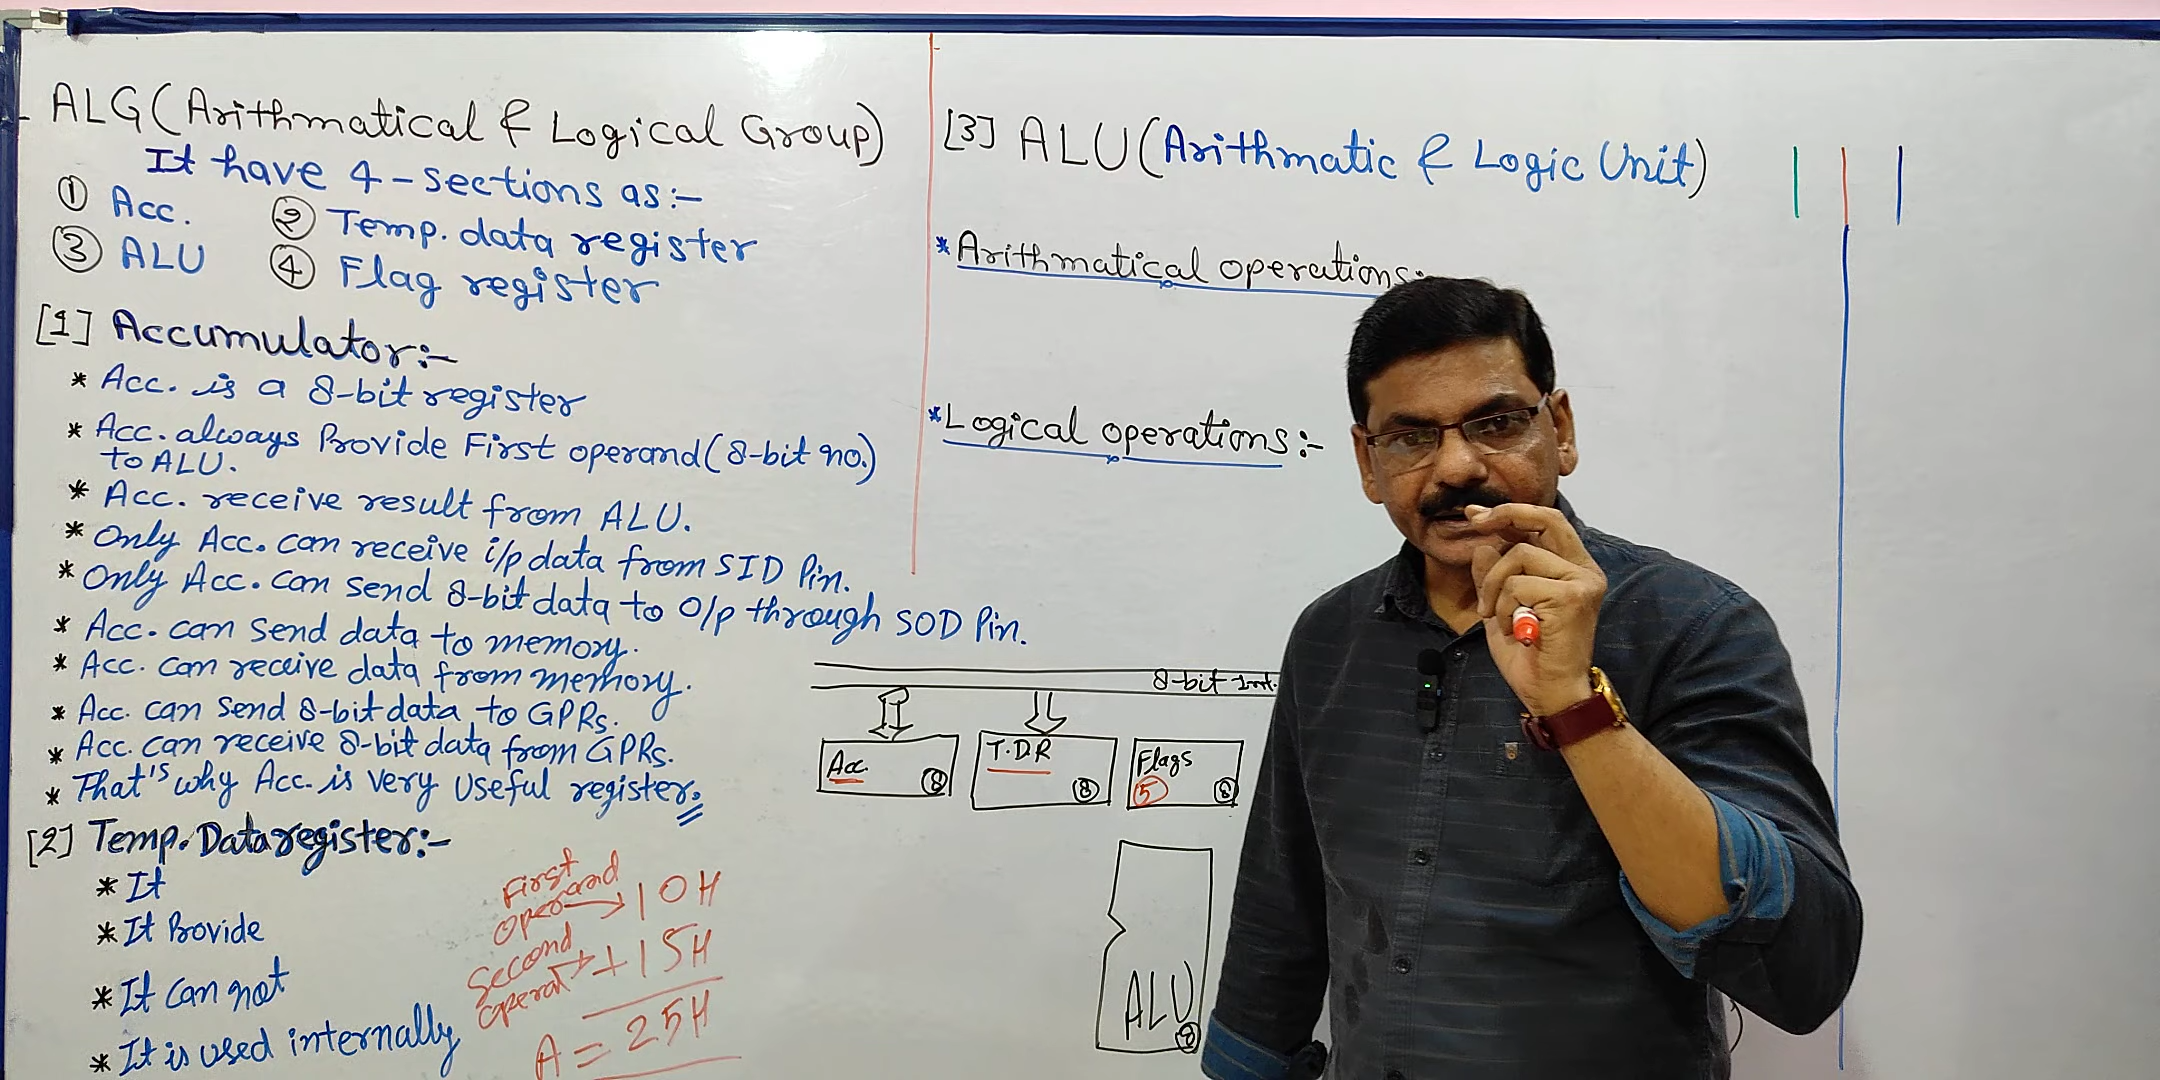 ALG (Arithmatical & Logical Group)
It have 4-sections as:-
① Acc. ② Temp. data register
③ ALU ④ Flag register
[1] Accumulator:-
* Acc. is a 8-bit register
* Acc. always Provide First operand (8-bit no.)
to ALU.
* Acc. receive result from ALU.
* Only Acc. can receive i/p data from SID Pin.
* Only Acc. can send 8-bit data to O/p through SOD Pin.
* Acc. can send data to memory.
* Acc. can receive data from memory.
* Acc. can send 8-bit data to GPRs.
* Acc. can receive 8-bit data from GPRs.
* That's why Acc. is very useful register.
[2] Temp. Data register:-
* It
* It Provide
* It can not
* It is used internally
First
operand → 10H
Second
operat → +15H
A = 25H
[3] ALU (Arithmatic & Logic Unit)
* Arithmatical operations:-
* Logical operations:-
8-bit Int.
Acc. ⑧
T.D.R ⑧
Flags
⑤ ⑧
ALU
⑧